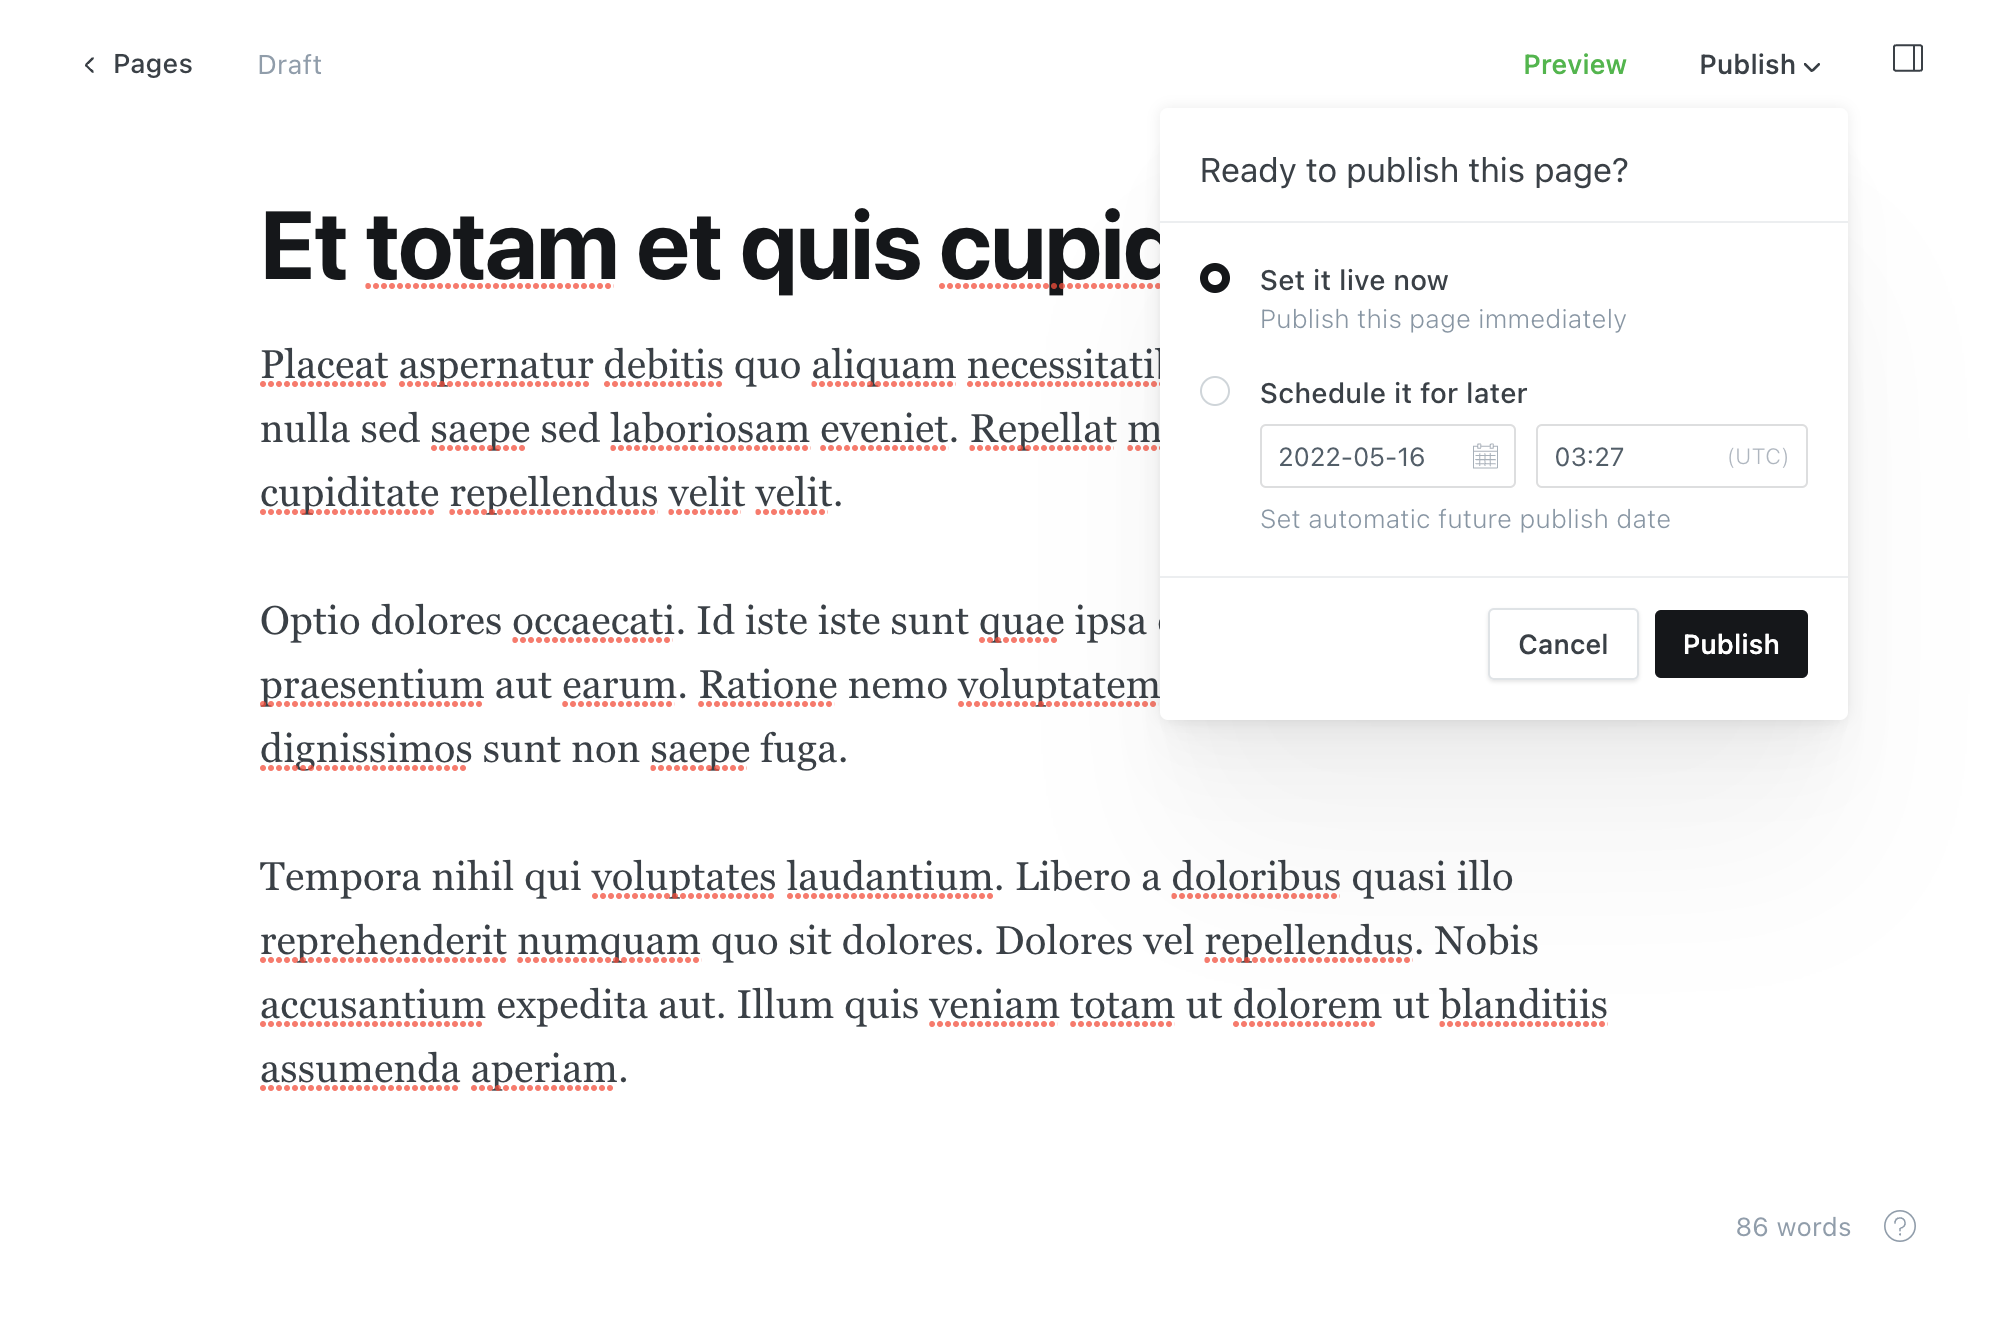 Pages
Draft
Preview
Publish
Et totam et quis
Placeat aspernatur debitis quo aliquam
nulla sed saepe sed laboriosam eveniet. Repellat
cupiditate repellendus velit velit.
Optio dolores occaecati. Id iste iste sunt quae ipsa
praesentium aut earum. Ratione nemo voluptatem
dignissimos sunt non saepe fuga.
Tempora nihil qui voluptates laudantium. Libero a doloribus quasi illo
reprehenderit numquam quo sit dolores. Dolores vel repellendus. Nobis
accusantium expedita aut. Illum quis veniam totam ut dolorem ut blanditiis
assumenda aperiam.
Ready to publish this page?
Set it live now
Publish this page immediately
Schedule it for later
2022-05-16
03:27 (UTC)
Set automatic future publish date
Cancel
Publish
86 words
?